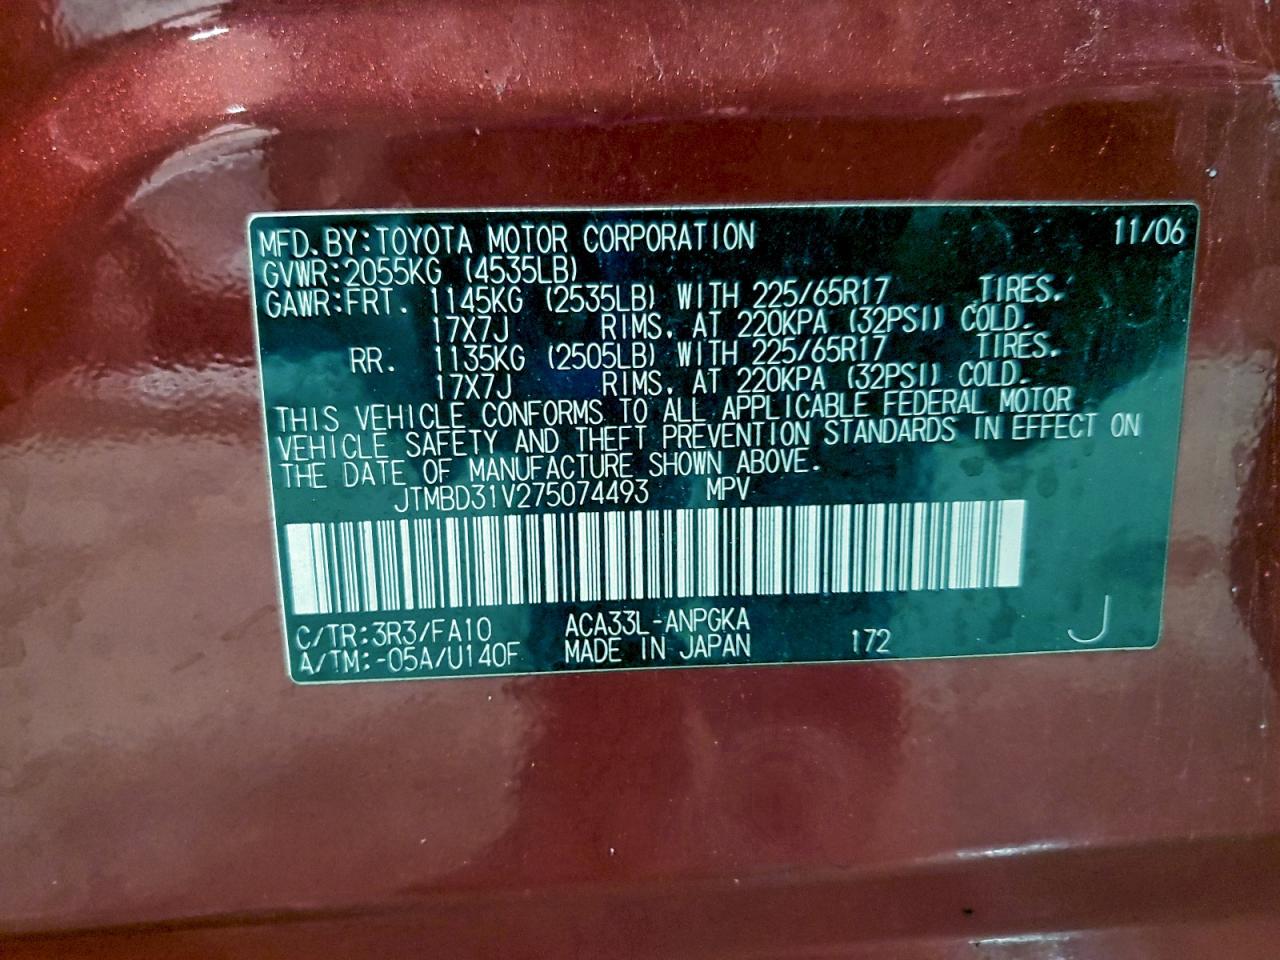 MFD. BY: TOYOTA MOTOR CORPORATION 11/06
GVWR: 2055KG (4535LB)
GAWR: FRT. 1145KG (2535LB) WITH 225/65R17 TIRES.
17X7J RIMS, AT 220KPA (32PSI) COLD.
RR. 1135KG (2505LB) WITH 225/65R17 TIRES.
17X7J RIMS, AT 220KPA (32PSI) COLD.
THIS VEHICLE CONFORMS TO ALL APPLICABLE FEDERAL MOTOR
VEHICLE SAFETY AND THEFT PREVENTION STANDARDS IN EFFECT ON
THE DATE OF MANUFACTURE SHOWN ABOVE.
JTMBD31V275074493 MPV
C/TR: 3R3/FA10 ACA33L-ANPGKA
A/TM: -05A/U140F MADE IN JAPAN 172 J